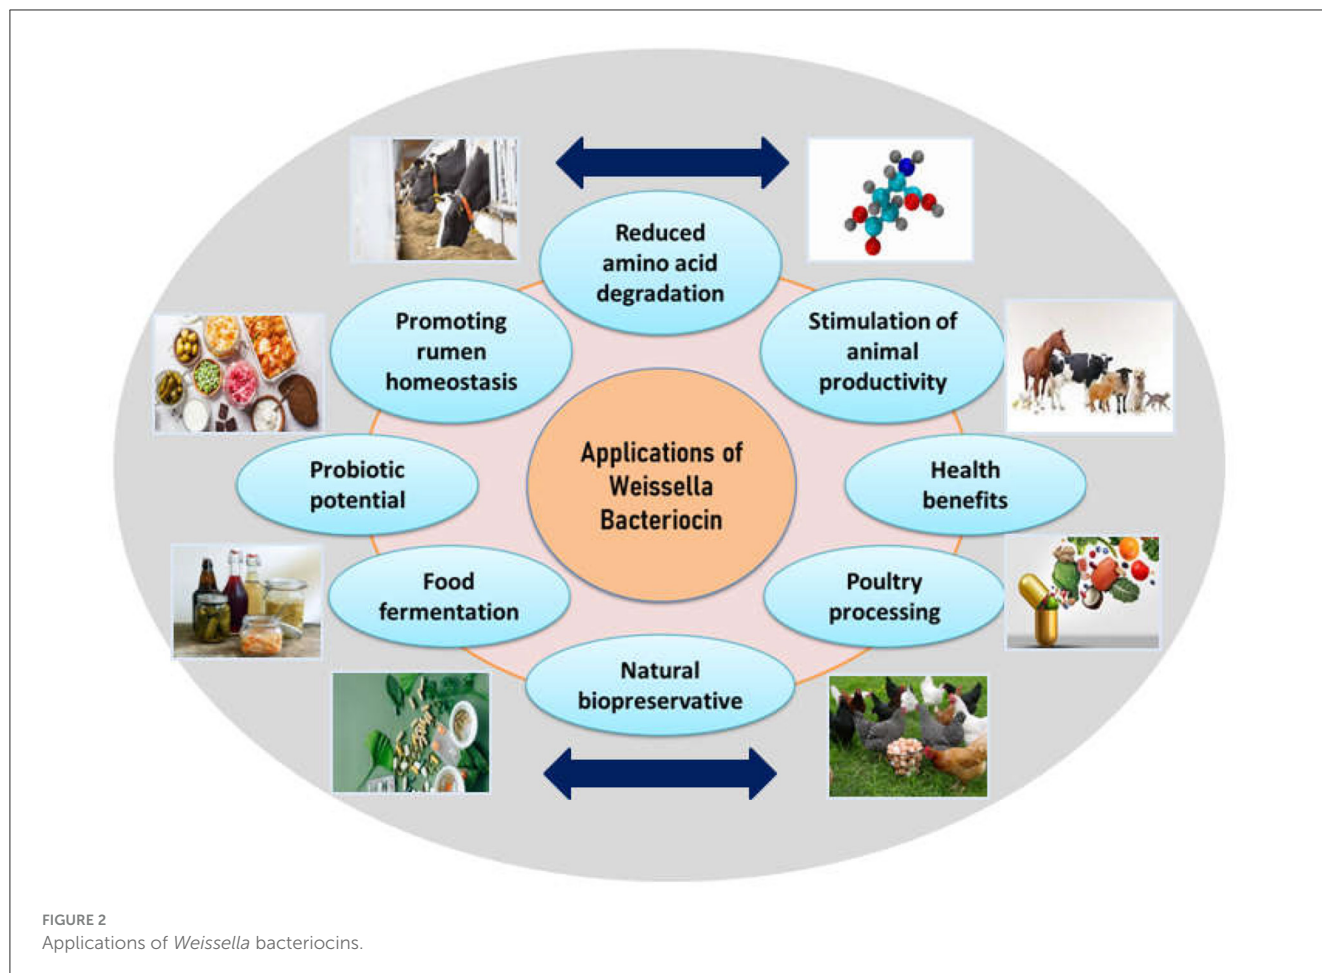 Reduced
amino acid
degradation
Promoting
rumen
homeostasis
Stimulation of
animal
productivity
Applications of
Weissella
Bacteriocin
Probiotic
potential
Health
benefits
Food
fermentation
Poultry
processing
Natural
biopreservative
FIGURE 2
Applications of Weissella bacteriocins.